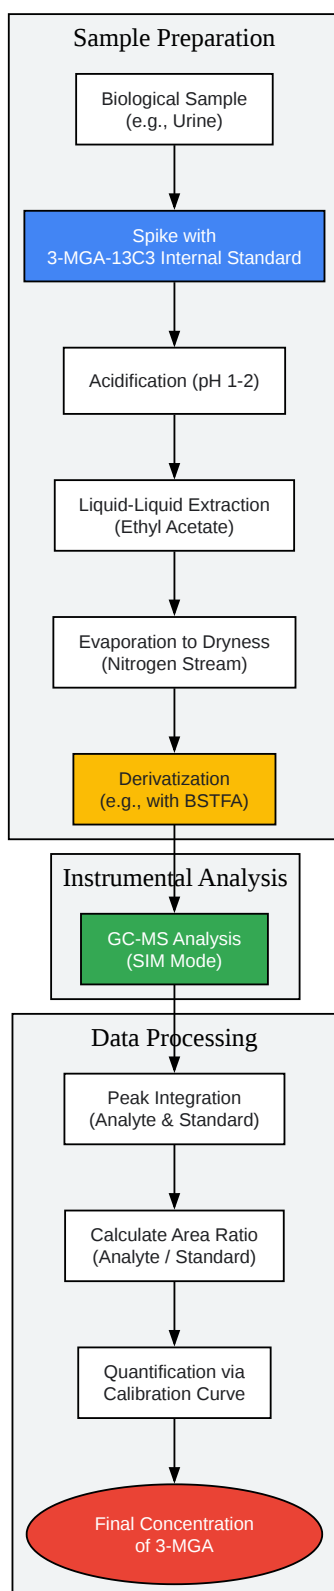 Sample Preparation
Biological Sample
(e.g., Urine)
Spike with
3-MGA-13C3 Internal Standard
Acidification (pH 1-2)
Liquid-Liquid Extraction
(Ethyl Acetate)
Evaporation to Dryness
(Nitrogen Stream)
Derivatization
(e.g., with BSTFA)
Instrumental Analysis
GC-MS Analysis
(SIM Mode)
Data Processing
Peak Integration
(Analyte & Standard)
Calculate Area Ratio
(Analyte / Standard)
Quantification via
Calibration Curve
Final Concentration
of 3-MGA